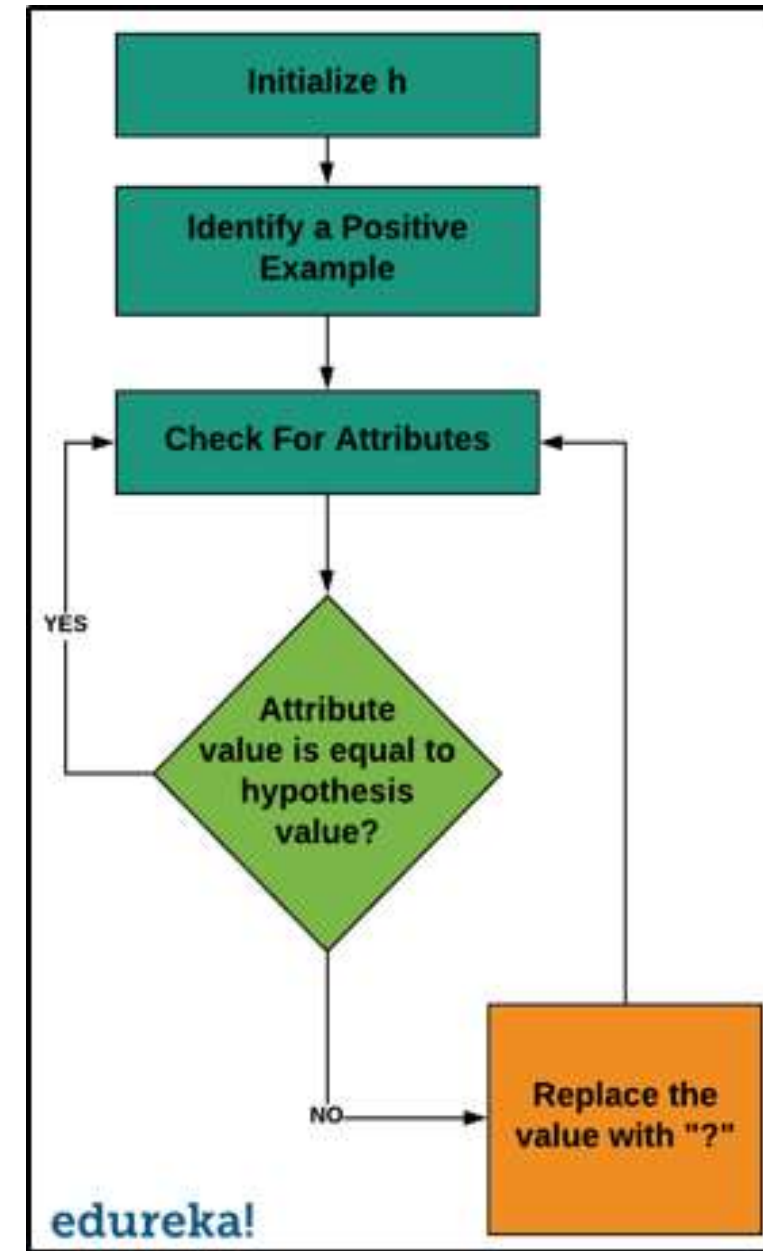 Initialize h
Identify a Positive
Example
Check For Attributes
YES
Attribute
value is equal to
hypothesis
value?
NO
Replace the
value with "?"
edureka!